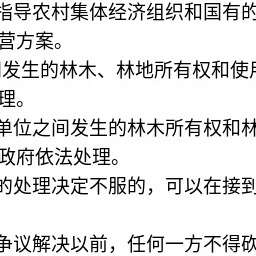 指导农村集体经济组织和国有的
营方案。
发生的林木、林地所有权和使
理。
单位之间发生的林木所有权和林
政府依法处理。
的处理决定不服的，可以在接到
争议解决以前，任何一方不得砍